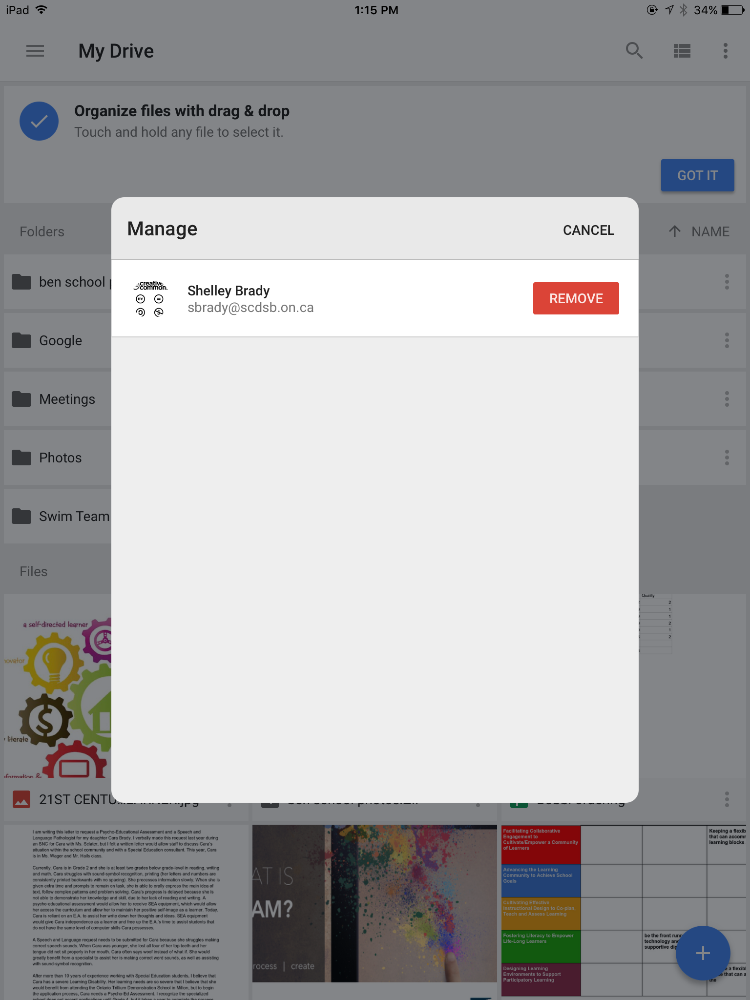 iPad
1:15 PM
34%
My Drive
Organize files with drag & drop
Touch and hold any file to select it.
GOT IT
Folders
NAME
Manage
CANCEL
creative
common
BY:
Shelley Brady
sbrady@scdsb.on.ca
REMOVE
ben school
Google
Meetings
Photos
Swim Team
Files
a self-directed learner
literate
Quality
2
1
1
2
1
2
21ST CENTU...EARNER.jpg
ben school photos.zip
I am writing this letter to request a Psycho-Educational Assessment and a Speech and
Language Pathologist for my daughter Cara Brady. I verbally made this request last year during
an SNC for Cara with Ms. Sclater, but I felt a written letter would allow staff to discuss Cara's
situation within the school community and with a Special Education consultant. This year, Cara
is in Ms. Wager and Mr. Hails class.
Currently, Cara is in Grade 2 and she is at least two grades below grade-level in reading, writing
and math. Cara struggles with sound-symbol recognition, printing (her letters and numbers are
consistently printed backwards with no spacing). She processes information slowly. When she is
given extra time and prompts to remain on task, she is able to orally express the main idea of
text, follow complex patterns and problem solving. Cara's progress is delayed because she is
not able to demonstrate her knowledge and skill, due to her lack of reading and writing. A
psycho-educational assessment would allow her to receive SEA equipment, which would allow
her access the curriculum and allow her to maintain her positive self-image as a learner. Today,
Cara is reliant on an E.A. to assist her write down her thoughts and ideas. SEA equipment
would give Cara independence as a learner and free up the E.A.'s time to assist students that
do not have the same level of computer skills Cara possesses.
A Speech and Language request needs to be submitted for Cara because she struggles making
correct speech sounds. When Cara was younger, she lost all four of her top teeth and her
tongue did not sit properly in her mouth. Cara often says woof instead of what if. She would
greatly benefit from a specialist to assist her is making correct word sounds, as well as assisting
with sound-symbol recognition.
After more than 10 years of experience working with Special Education students, I believe that
Cara has a severe Learning Disability. Her learning needs are so severe that I believe that she
would benefit from attending the Ontario Trillium Demonstration School in Milton, but to begin
the application process, Cara needs a Psycho-Ed Assessment. I recognize the specialized
school does not accept applications until Grade 4, but it takes a year to complete the process
AT IS
AM?
rocess | create
Facilitating Collaborative
Engagement to
Cultivate/Empower a Community
of Learners
Keeping a flexib
that can accomm
learning blocks
Advancing the Learning
Community to Achieve School
Goals
Cultivating Effective
Instructional Design to Co-plan,
Teach and Assess Learning
Fostering Literacy to Empower
Life-Long Learners
be the front runn
technology and
supportive dig
Designing Learning
Environments to Support
Participatory Learning
a flexibl
that can a
the